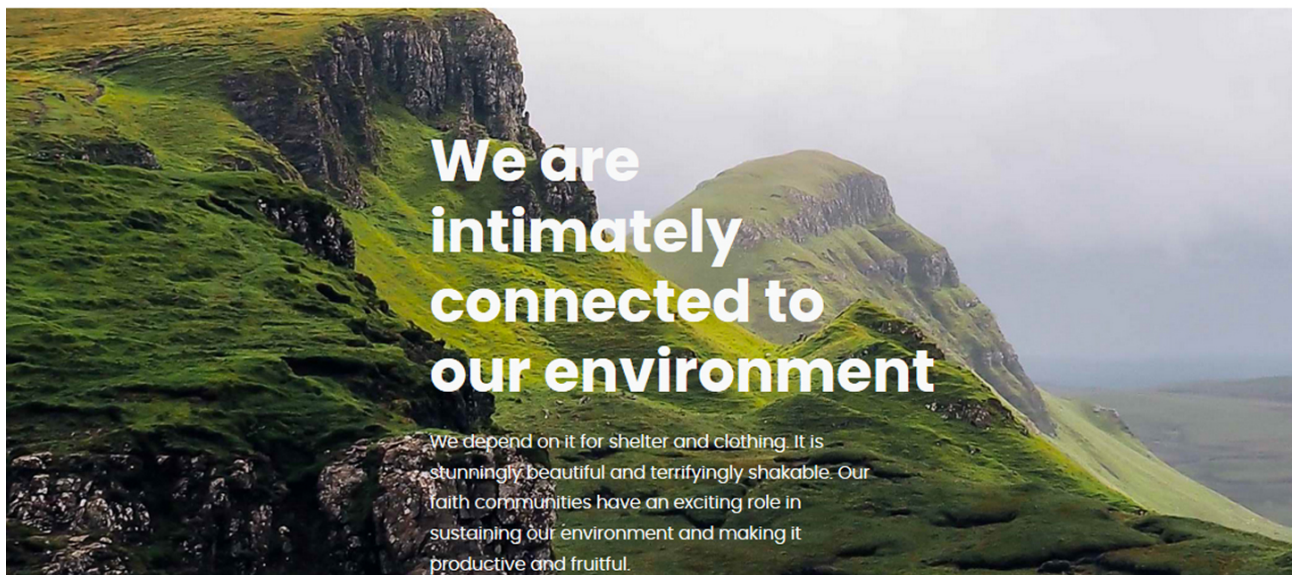 We are
intimately
connected to
our environment
We depend on it for shelter and clothing. It is
stunningly beautiful and terrifyingly shakable. Our
faith communities have an exciting role in
sustaining our environment and making it
productive and fruitful.